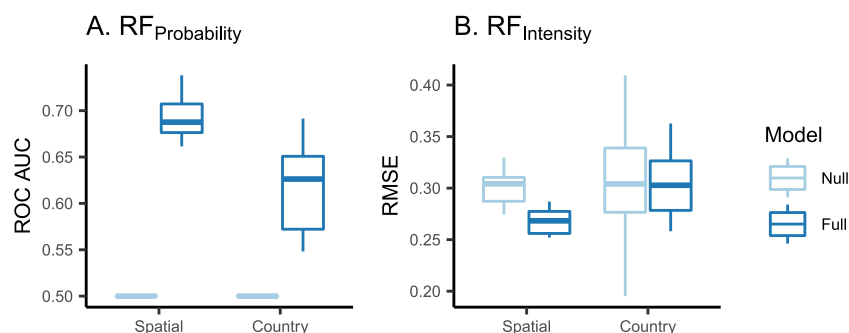 A. RFProbability
ROC AUC
0.70
0.65
0.60
0.55
0.50
Spatial
Country
B. RFIntensity
RMSE
0.40
0.35
0.30
0.25
0.20
Spatial
Country
Model
Null
Full